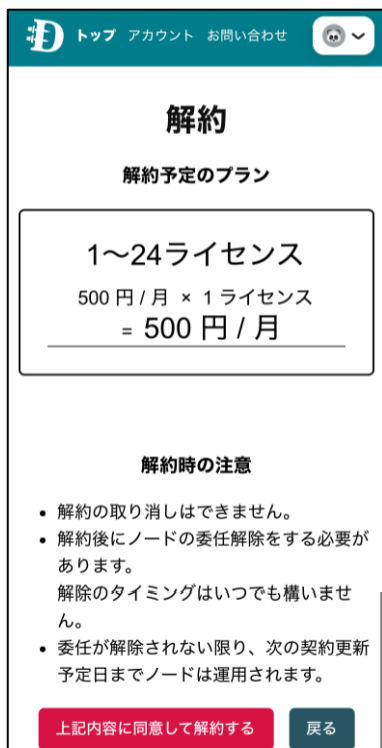 トップ アカウント お問い合わせ
解約
解約予定のプラン
1〜24ライセンス
500 円 / 月 × 1 ライセンス
= 500 円 / 月
解約時の注意
• 解約の取り消しはできません。
• 解約後にノードの委任解除をする必要が
あります。
解除のタイミングはいつでも構いませ
ん。
• 委任が解除されない限り、次の契約更新
予定日までノードは運用されます。
上記内容に同意して解約する 戻る